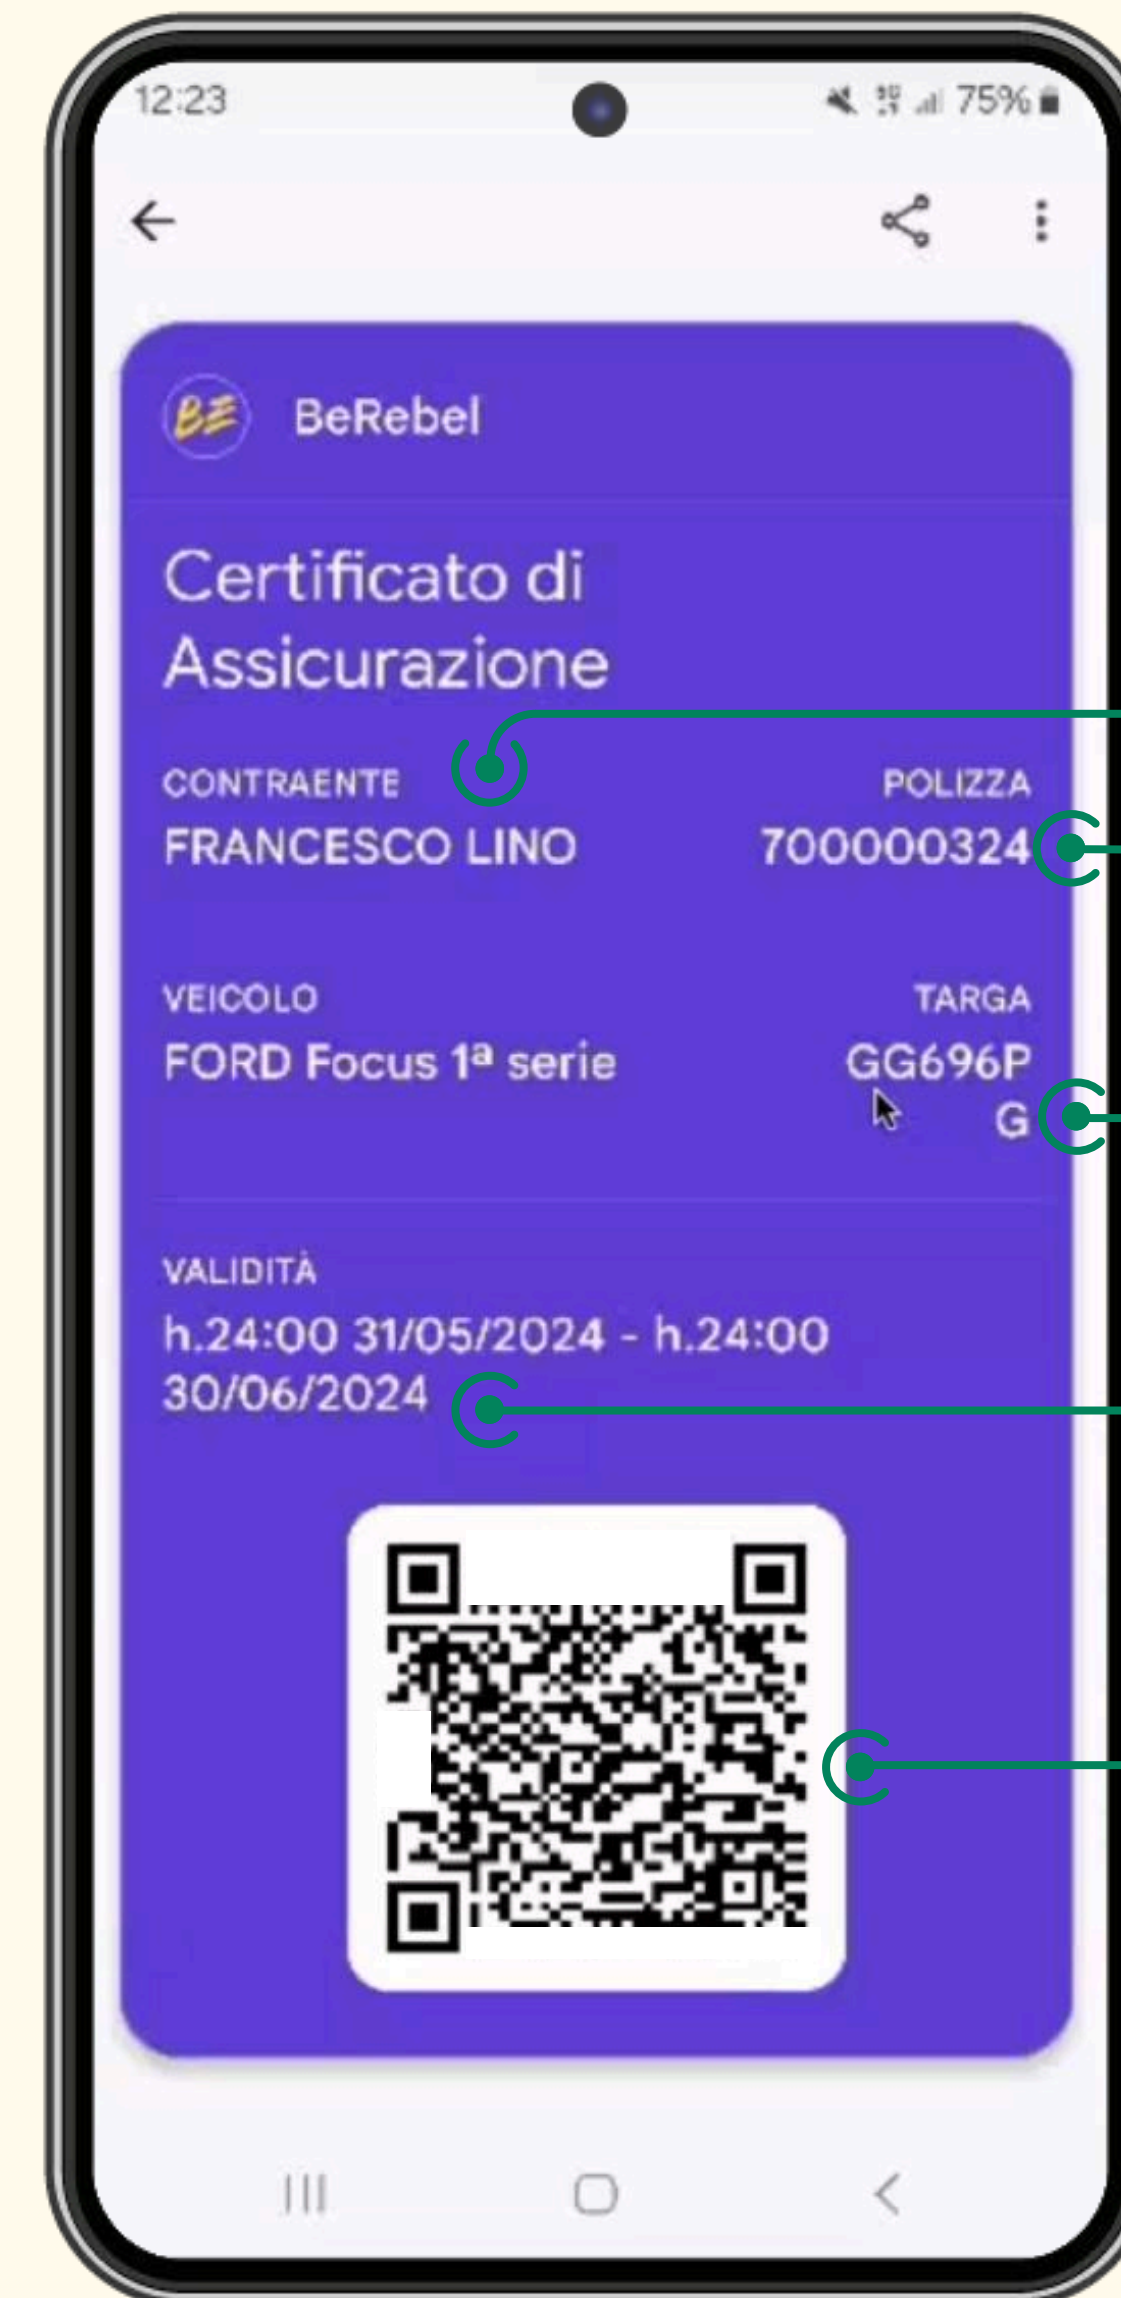 12:23
75%
BE BeRebel
Certificato di
Assicurazione
CONTRAENTE POLIZZA
FRANCESCO LINO 700000324
VEICOLO TARGA
FORD Focus 1ª serie GG696P
G
VALIDITÀ
h.24:00 31/05/2024 - h.24:00
30/06/2024